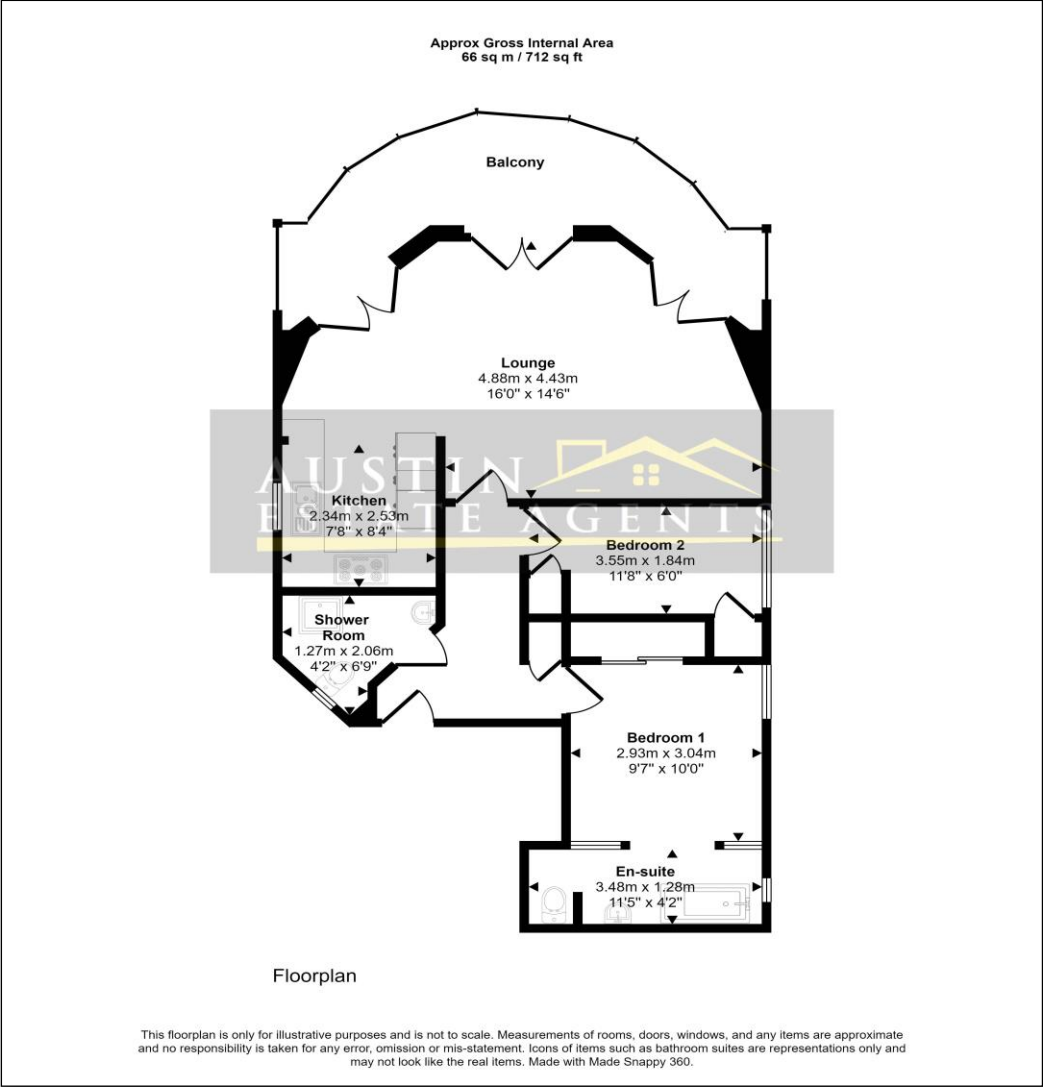 Approx Gross Internal Area
66 sq m / 712 sq ft
Balcony
Lounge
4.88m x 4.43m
16'0" x 14'6"
AUSTIN
ESTATE AGENTS
Kitchen
2.34m x 2.53m
7'8" x 8'4"
Bedroom 2
3.55m x 1.84m
11'8" x 6'0"
Shower
Room
1.27m x 2.06m
4'2" x 6'9"
Bedroom 1
2.93m x 3.04m
9'7" x 10'0"
En-suite
3.48m x 1.28m
11'5" x 4'2"
Floorplan
This floorplan is only for illustrative purposes and is not to scale. Measurements of rooms, doors, windows, and any items are approximate
and no responsibility is taken for any error, omission or mis-statement. Icons of items such as bathroom suites are representations only and
may not look like the real items. Made with Made Snappy 360.